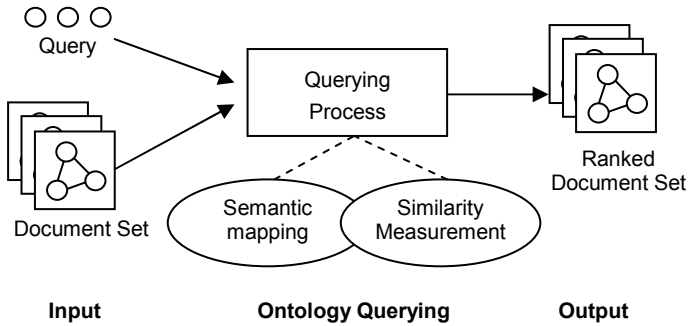 Query
Querying
Process
Ranked
Document Set
Document Set
Semantic
mapping
Similarity
Measurement
Input
Ontology Querying
Output